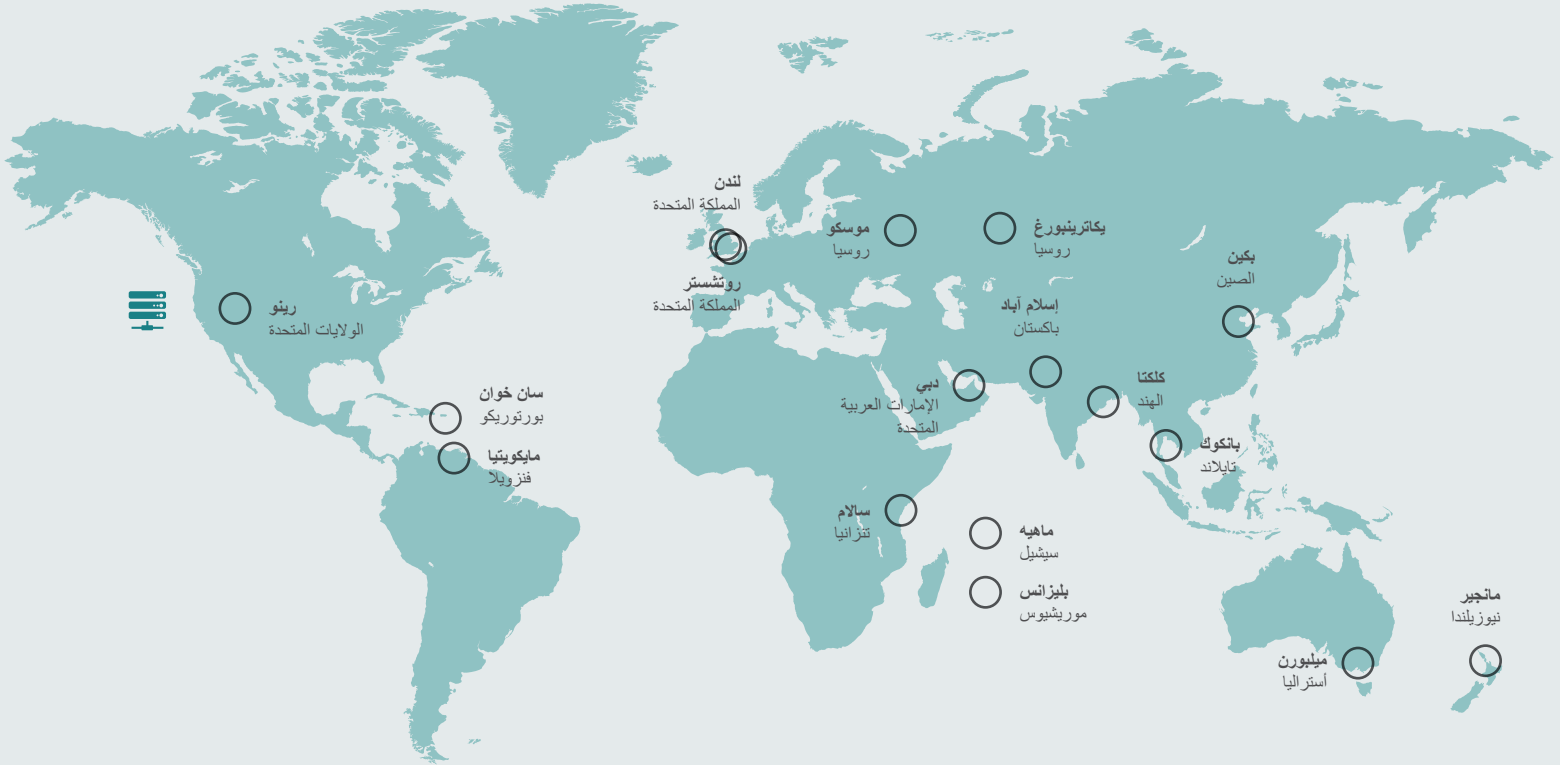 لندن
المملكة المتحدة
روتشستر
المملكة المتحدة
موسكو
روسيا
يكاترينبورغ
روسيا
بكين
الصين
رينو
الولايات المتحدة
إسلام آباد
باكستان
سان خوان
بورتوريكو
دبي
الإمارات العربية
المتحدة
كلكتا
الهند
مايكويتيا
فنزويلا
بانكوك
تايلاند
سالام
تنزانيا
ماهيه
سيشيل
بليزانس
موريشيوس
مانجير
نيوزيلندا
ميلبورن
أستراليا